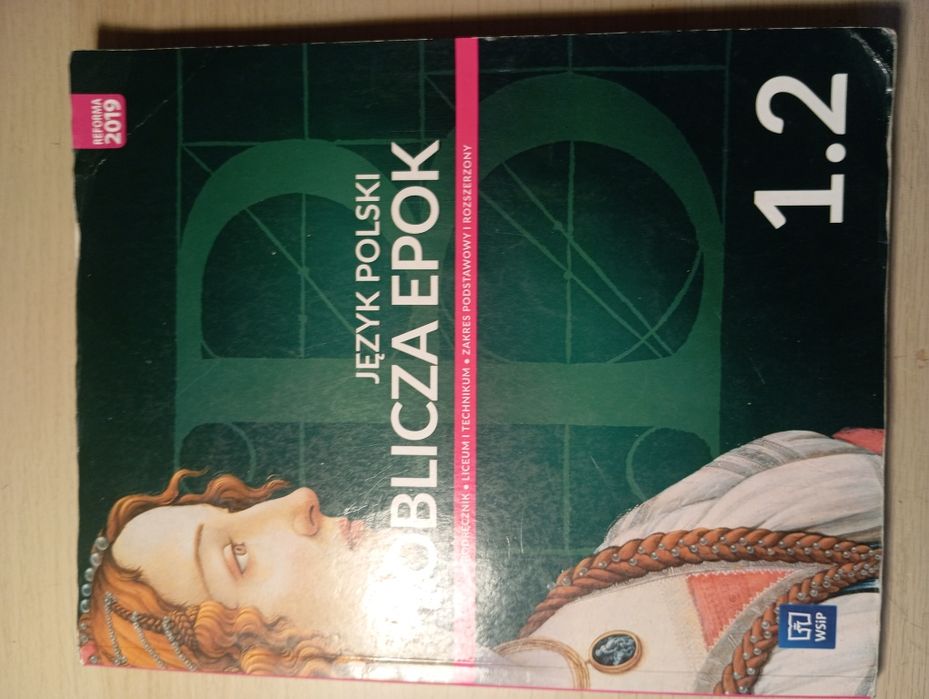 REFORMA
2019
JĘZYK POLSKI
OBLICZA EPOK
PODRĘCZNIK • LICEUM I TECHNIKUM • ZAKRES PODSTAWOWY I ROZSZERZONY
1.2
WSiP